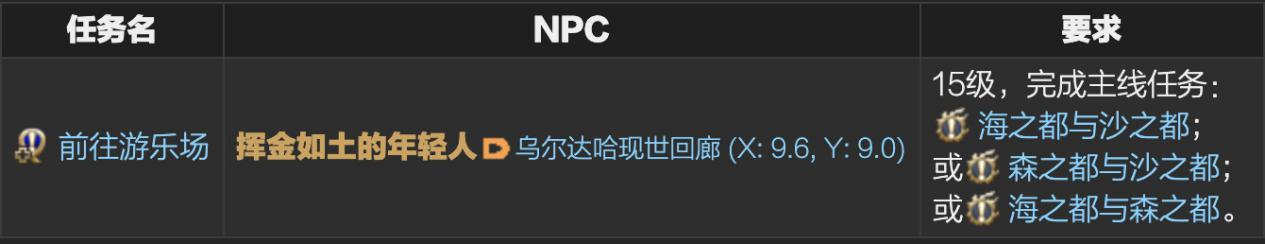 任务名 NPC 要求
前往游乐场
挥金如土的年轻人 乌尔达哈现世回廊 (X: 9.6, Y: 9.0)
15级，完成主线任务：
海之都与沙之都；
或 森之都与沙之都；
或 海之都与森之都。